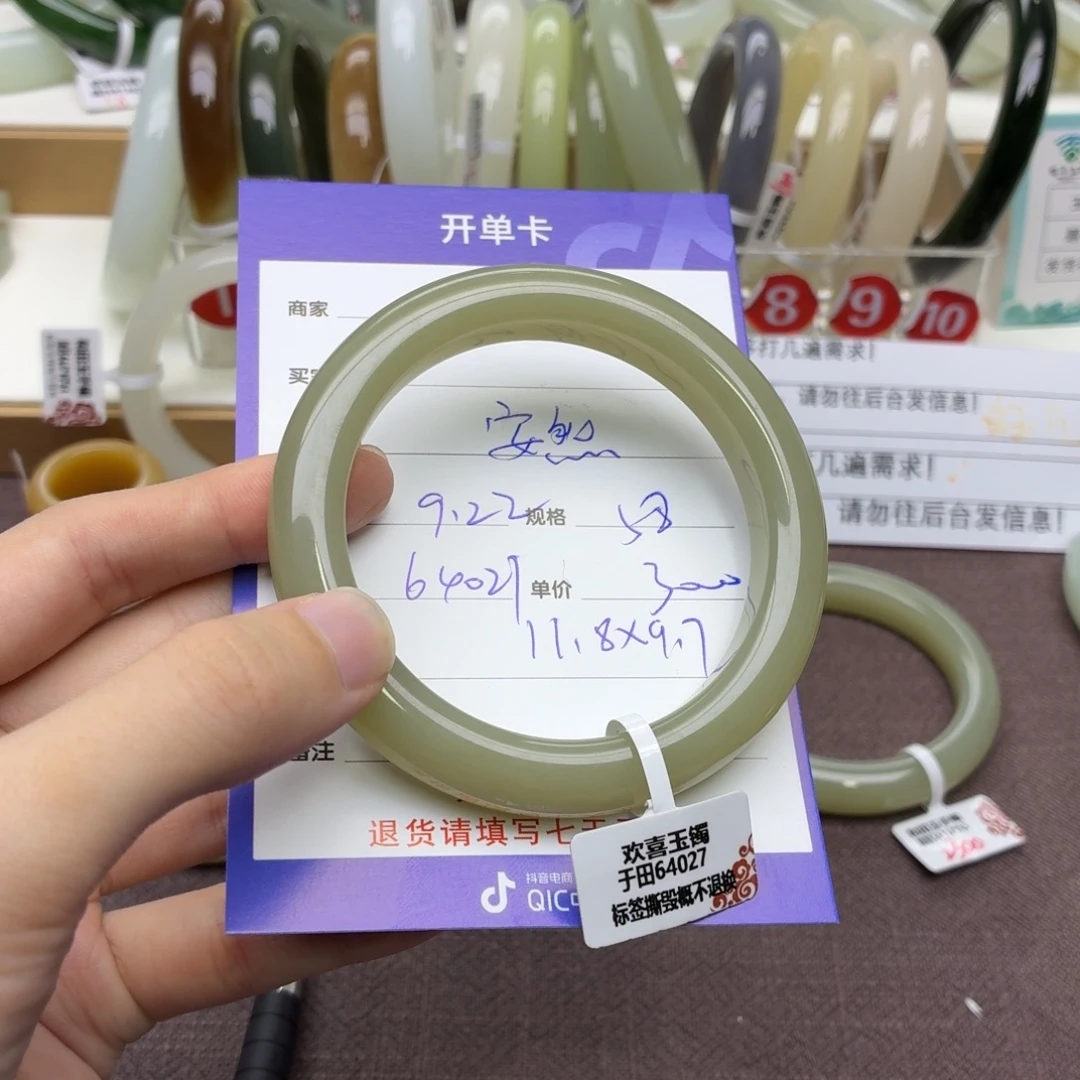 开单卡
商家
买
安然
9.22 规格 58
64027 单价 3000
11.8×9.7
备注
退货请填写七天
抖音电商
QIC
欢喜玉镯
于田64027
标签撕毁概不退换
8 9 10
打几遍需求!
请勿往后台发信息!
几遍需求!
请勿往后台发信息!